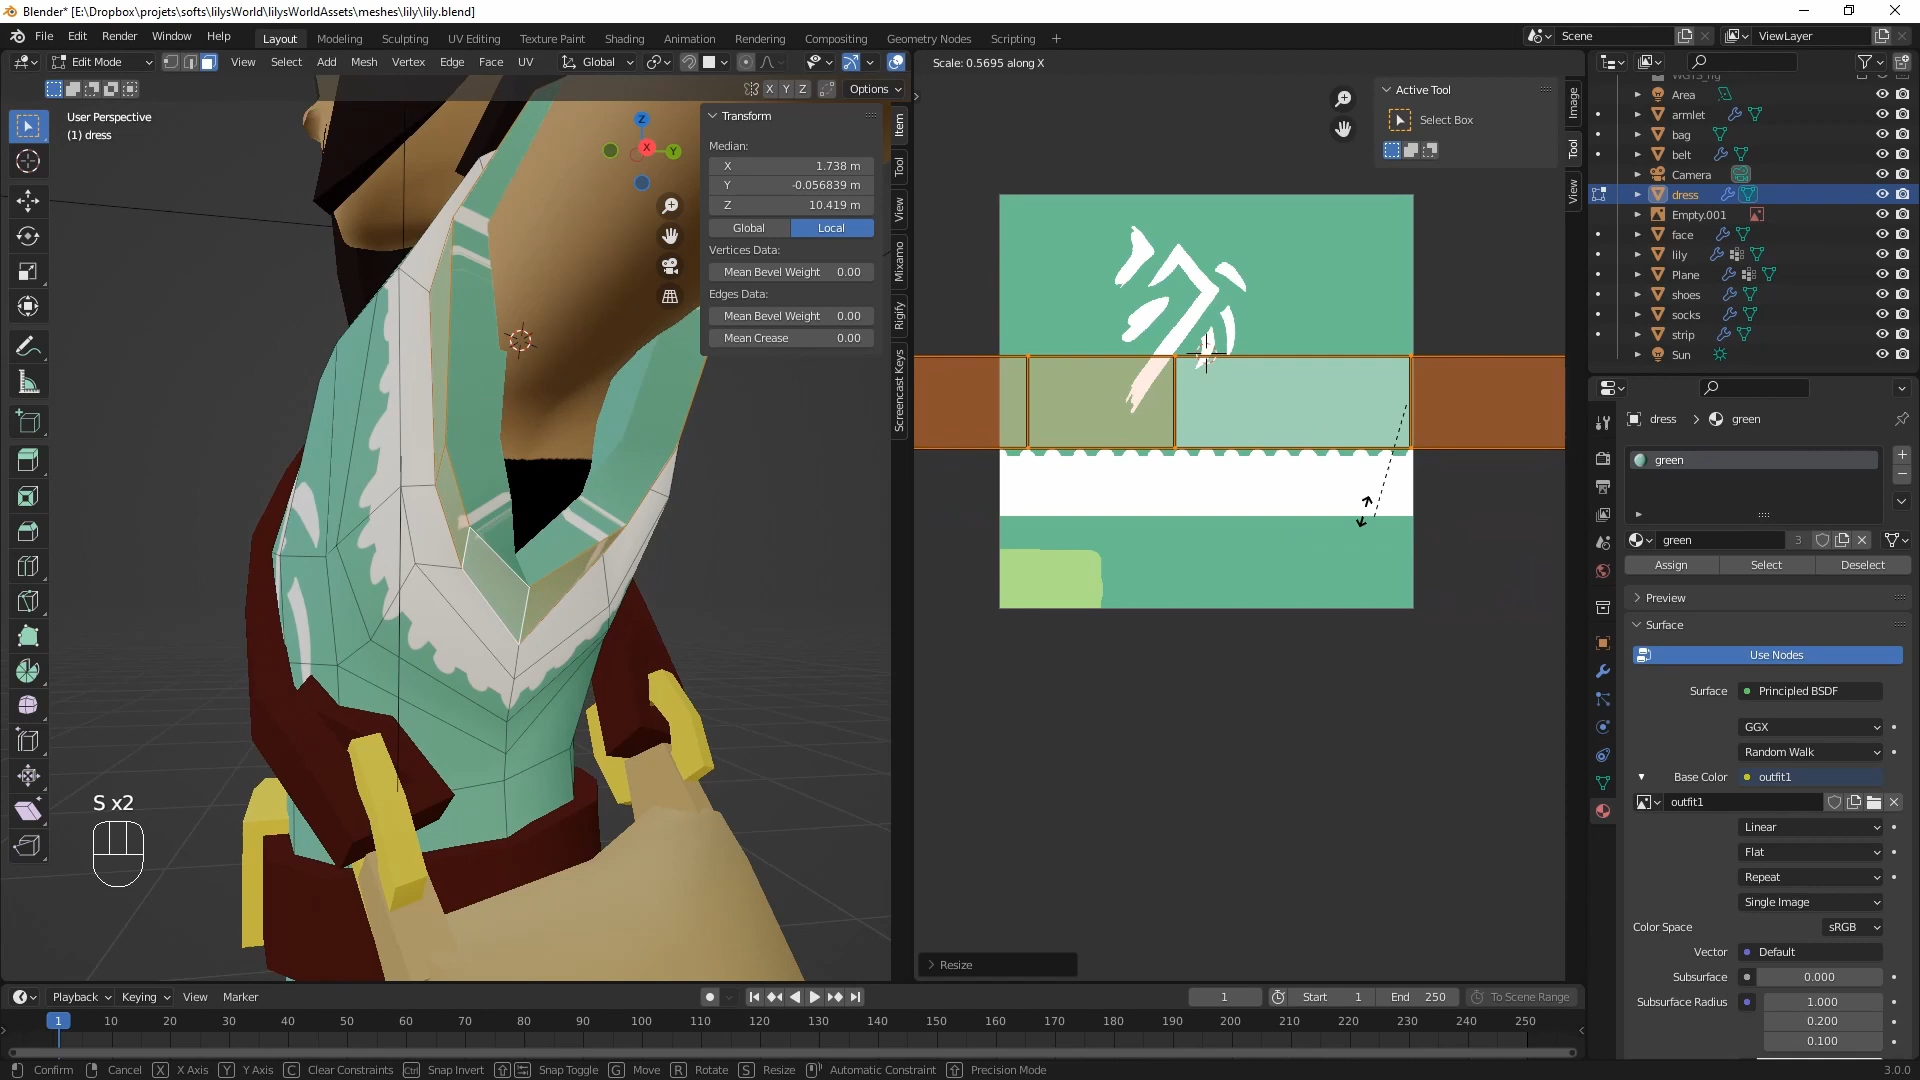 Blender* [E:\Dropbox\projets\softs\lilysWorld\lilysWorldAssets\meshes\lily\lily.blend]
File Edit Render Window Help Layout Modeling Sculpting UV Editing Texture Paint Shading Animation Rendering Compositing Geometry Nodes Scripting + Scene ViewLayer
Edit Mode View Select Add Mesh Vertex Edge Face UV Global Scale: 0.5695 along X
X Y Z Options
User Perspective
(1) dress
Transform
Median:
X 1.738 m
Y -0.056839 m
Z 10.419 m
Global Local
Vertices Data:
Mean Bevel Weight 0.00
Edges Data:
Mean Bevel Weight 0.00
Mean Crease 0.00
Item
Tool
View
Mixamo
Rigify
Screencast Keys
Z
X
Y
S x2
Active Tool
Select Box
Image
Tool
View
Resize
Area
armlet
bag
belt
Camera
dress
Empty.001
face
lily
Plane
shoes
socks
strip
Sun
dress > green
green
green 3
Assign Select Deselect
Preview
Surface
Use Nodes
Surface Principled BSDF
GGX
Random Walk
Base Color outfit1
outfit1
Linear
Flat
Repeat
Single Image
Color Space sRGB
Vector Default
Subsurface 0.000
Subsurface Radius 1.000
0.200
0.100
Playback Keying View Marker 1 Start 1 End 250 To Scene Range
1 10 20 30 40 50 60 70 80 90 100 110 120 130 140 150 160 170 180 190 200 210 220 230 240 250
Confirm Cancel X X Axis Y Y Axis C Clear Constraints Ctrl Snap Invert Snap Toggle G Move R Rotate S Resize Automatic Constraint Precision Mode 3.0.0